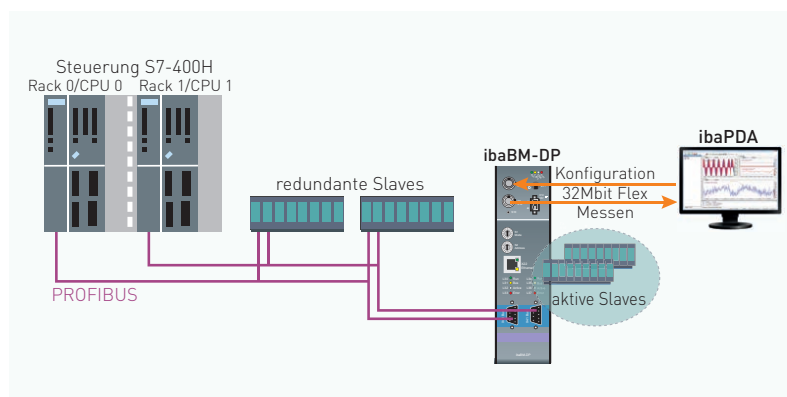 Steuerung S7-400H
Rack 0/CPU 0
Rack 1/CPU 1
redundante Slaves
ibaBM-DP
ibaPDA
Konfiguration
32Mbit Flex
Messen
aktive Slaves
PROFIBUS